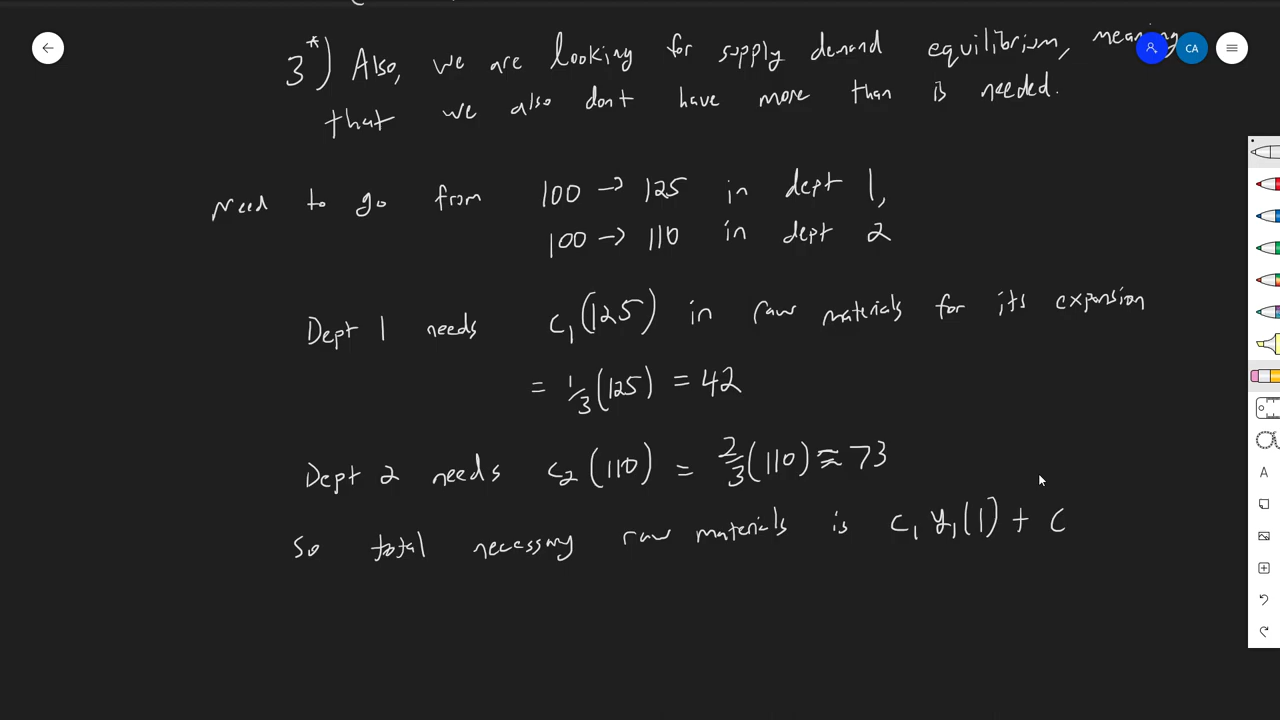 3*) Also, we are looking for supply demand equilibrium, meaning
that we also don't have more than is needed.
Need to go from 100 → 125 in dept 1,
100 → 110 in dept 2
Dept 1 needs c₁(125) in raw materials for its expansion
= 1/3(125) = 42
Dept 2 needs c₂(110) = 2/3(110) ≈ 73
So total necessary raw materials is c₁ y₁(1) + c
CA
A